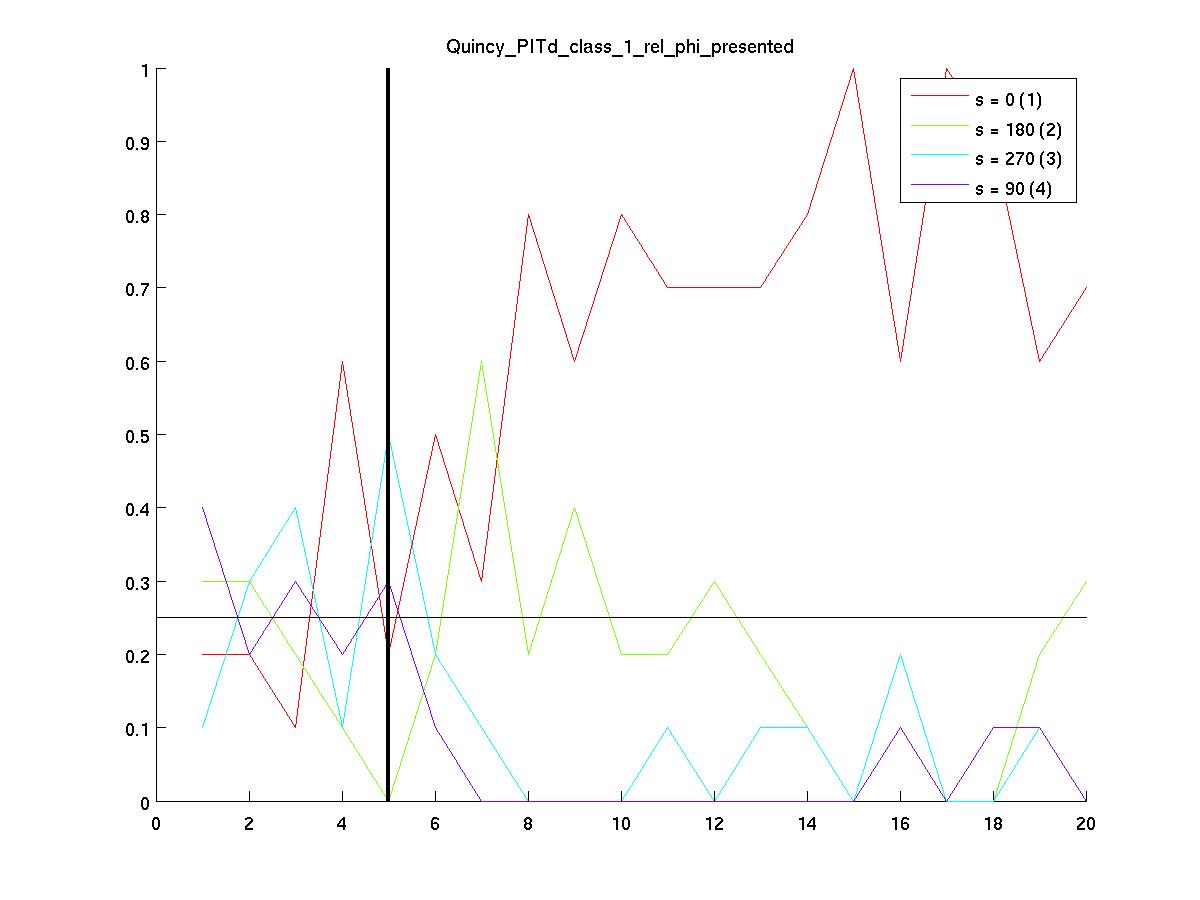 Quincy_PITd_class_1_rel_phi_presented
1
0.9
0.8
0.7
0.6
0.5
0.4
0.3
0.2
0.1
0
0 2 4 6 8 10 12 14 16 18 20
s = 0 (1)
s = 180 (2)
s = 270 (3)
s = 90 (4)